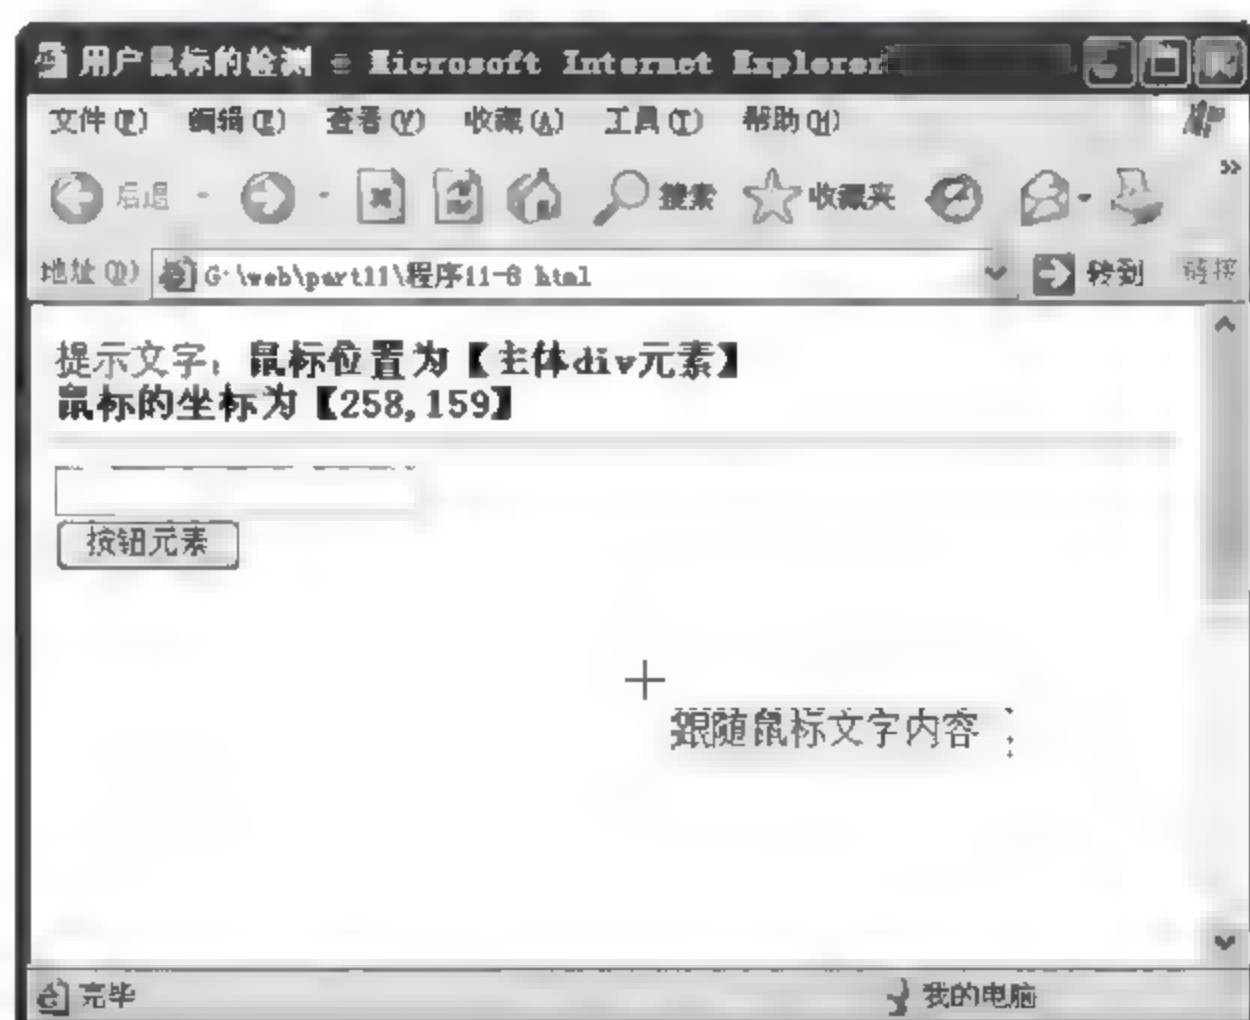 用户鼠标的检测 - Microsoft Internet Explorer
文件(F) 编辑(E) 查看(V) 收藏(A) 工具(T) 帮助(H)
后退 搜索 收藏夹 »
地址(D) G:\web\part11\程序11-8.html 转到 链接
提示文字：鼠标位置为【主体div元素】
鼠标的坐标为【258,159】
按钮元素
跟随鼠标文字内容
完毕 我的电脑